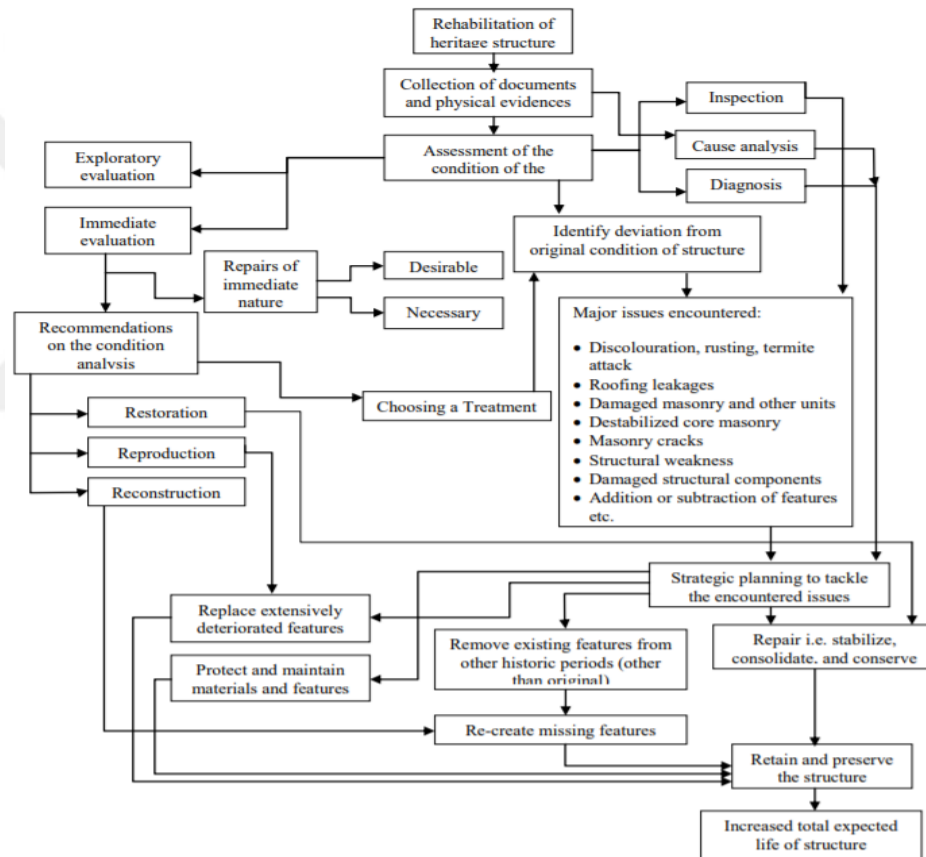 Rehabilitation of
heritage structure
Collection of documents
and physical evidences
Inspection
Cause analysis
Diagnosis
Assessment of the
condition of the
Exploratory
evaluation
Immediate
evaluation
Identify deviation from
original condition of structure
Repairs of
immediate
nature
Desirable
Necessary
Recommendations
on the condition
analysis
Choosing a Treatment
Major issues encountered:
• Discolouration, rusting, termite
attack
• Roofing leakages
• Damaged masonry and other units
• Destabilized core masonry
• Masonry cracks
• Structural weakness
• Damaged structural components
• Addition or subtraction of features
etc.
Restoration
Reproduction
Reconstruction
Strategic planning to tackle
the encountered issues
Replace extensively
deteriorated features
Remove existing features from
other historic periods (other
than original)
Repair i.e. stabilize,
consolidate, and conserve
Protect and maintain
materials and features
Re-create missing features
Retain and preserve
the structure
Increased total expected
life of structure